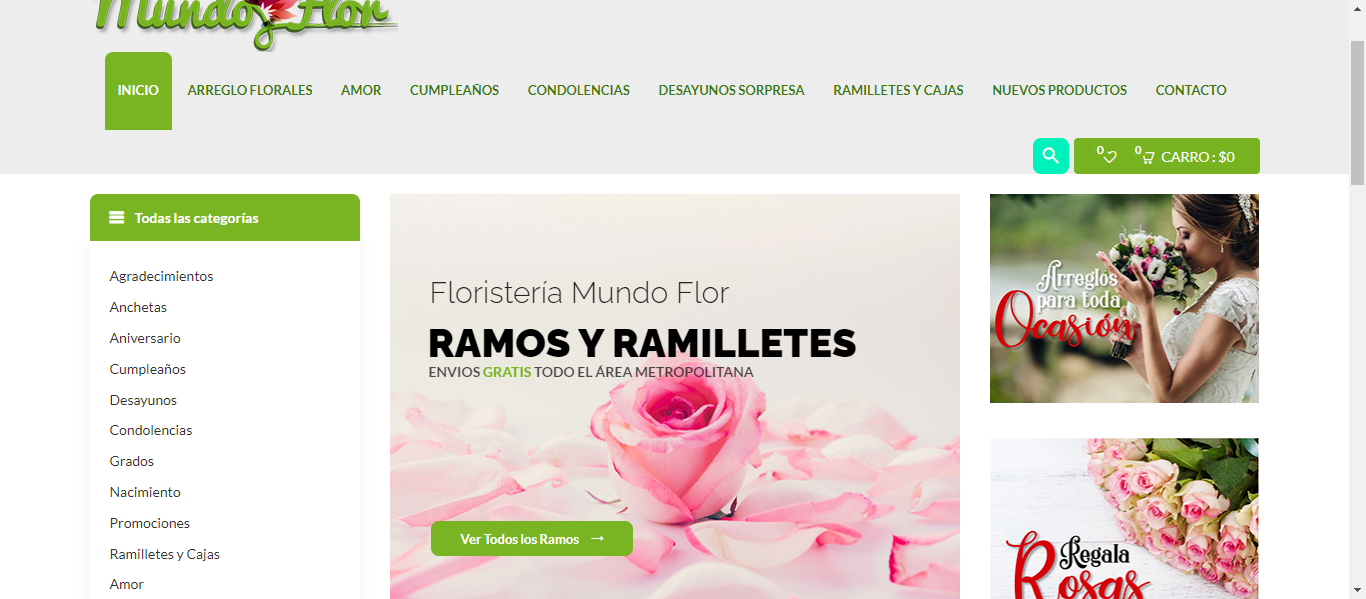 Mundo Flor
INICIO
ARREGLO FLORALES
AMOR
CUMPLEAÑOS
CONDOLENCIAS
DESAYUNOS SORPRESA
RAMILLETES Y CAJAS
NUEVOS PRODUCTOS
CONTACTO
0
0
CARRO : $0
Todas las categorías
Agradecimientos
Anchetas
Aniversario
Cumpleaños
Desayunos
Condolencias
Grados
Nacimiento
Promociones
Ramilletes y Cajas
Amor
Floristería Mundo Flor
RAMOS Y RAMILLETES
ENVIOS GRATIS TODO EL ÁREA METROPOLITANA
Ver Todos los Ramos →
Arreglos
para toda
Ocasión
Regala
Rosas